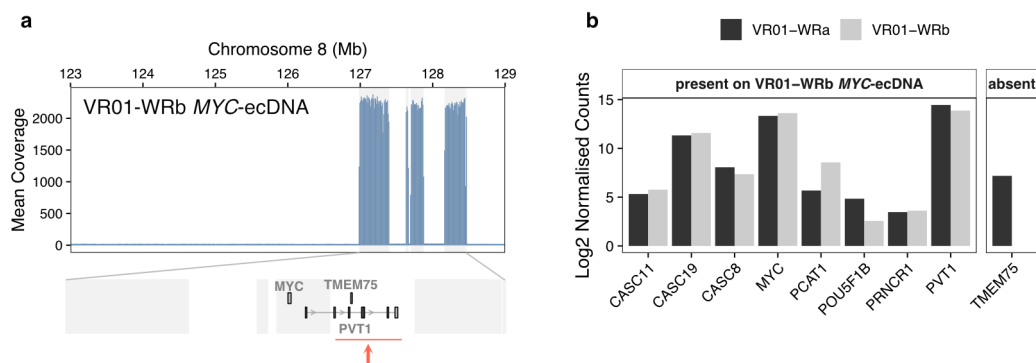 a
Chromosome 8 (Mb)
123 124 125 126 127 128 129
VR01-WRb MYC-ecDNA
Mean Coverage
2000
1500
1000
500
0
MYC TMEM75
PVT1
b
VR01−WRa VR01−WRb
present on VR01−WRb MYC−ecDNA absent
Log2 Normalised Counts
15
10
5
0
CASC11 CASC19 CASC8 MYC PCAT1 POU5F1B PRNCR1 PVT1 TMEM75